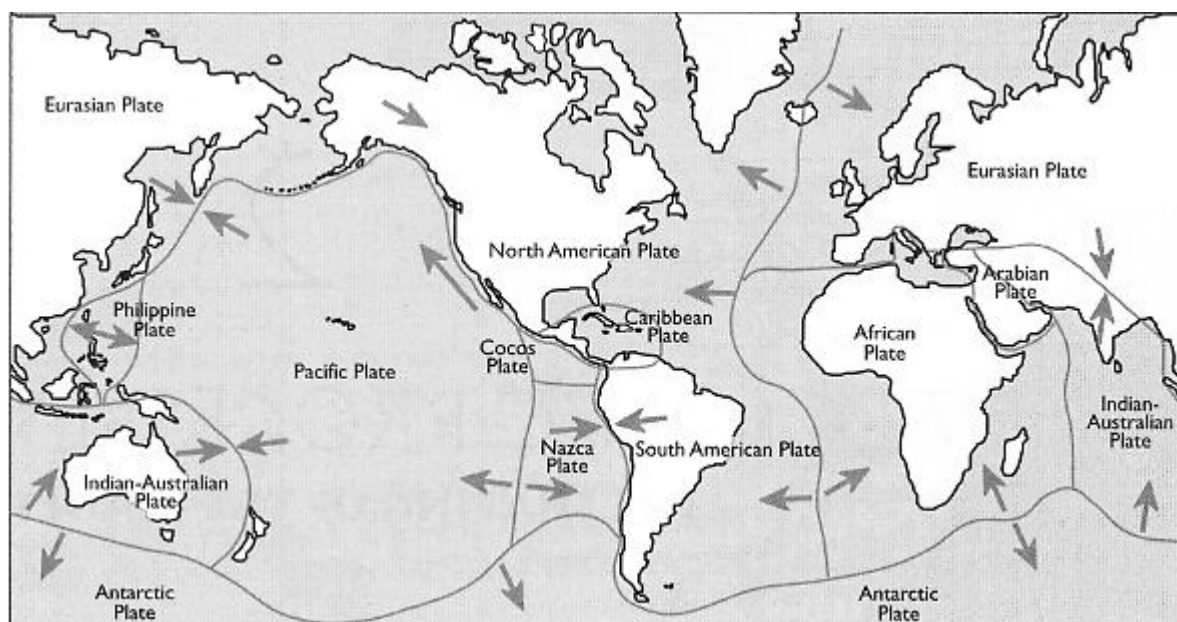 Eurasian Plate
Eurasian Plate
North American Plate
Arabian
Plate
Philippine
Plate
Caribbean
Plate
African
Plate
Cocos
Plate
Pacific Plate
Indian-
Australian
Plate
Nazca
Plate
South American Plate
Indian-Australian
Plate
Antarctic
Plate
Antarctic
Plate